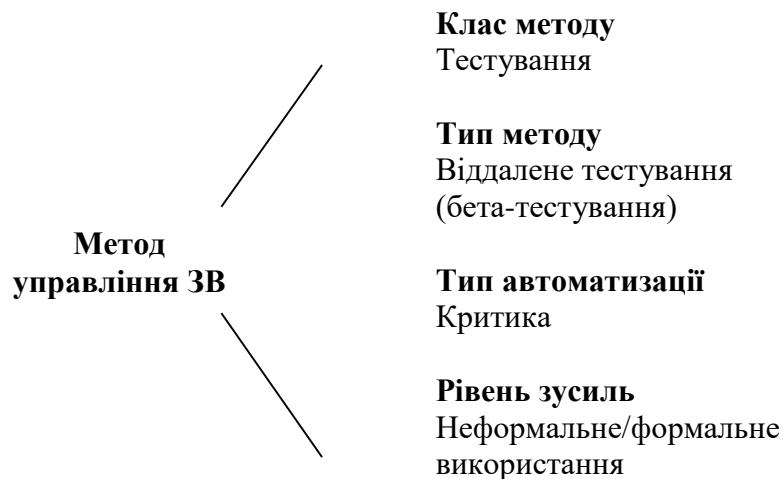 Клас методу
Тестування
Тип методу
Віддалене тестування
(бета-тестування)
Метод
управління ЗВ
Тип автоматизації
Критика
Рівень зусиль
Неформальне/формальне
використання